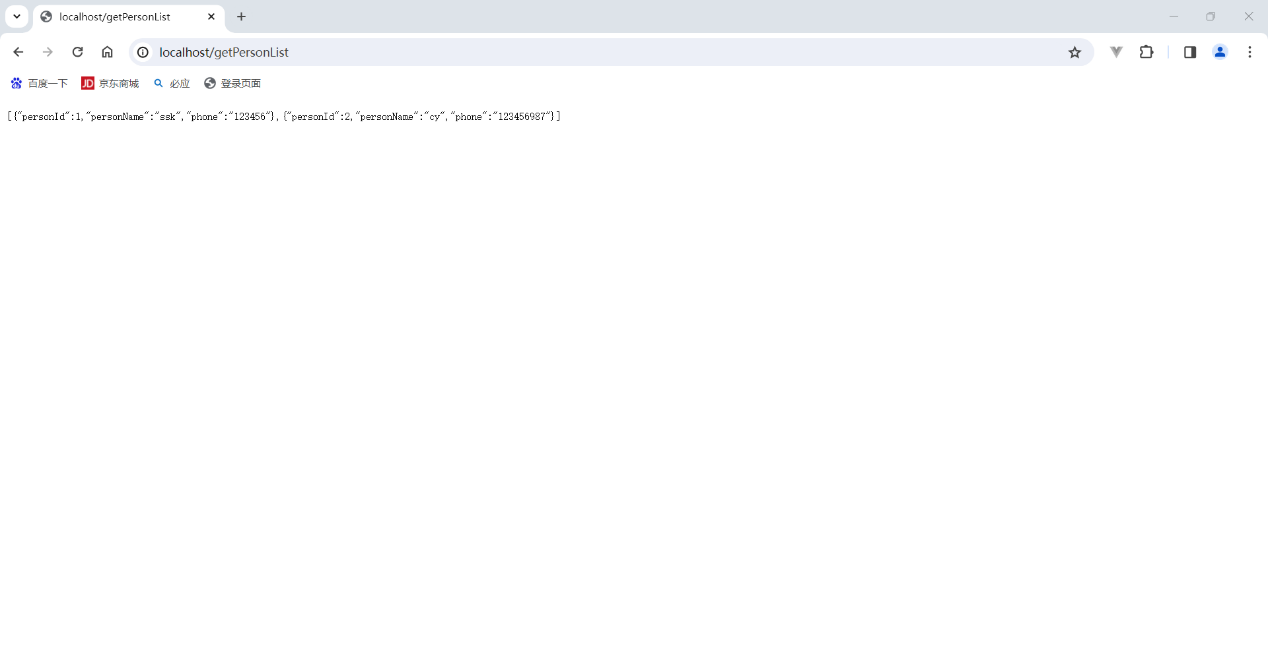 localhost/getPersonList
localhost/getPersonList
百度一下 JD 京东商城 必应 登录页面
[{"personId":1,"personName":"ssk","phone":"123456"},{"personId":2,"personName":"cy","phone":"123456987"}]